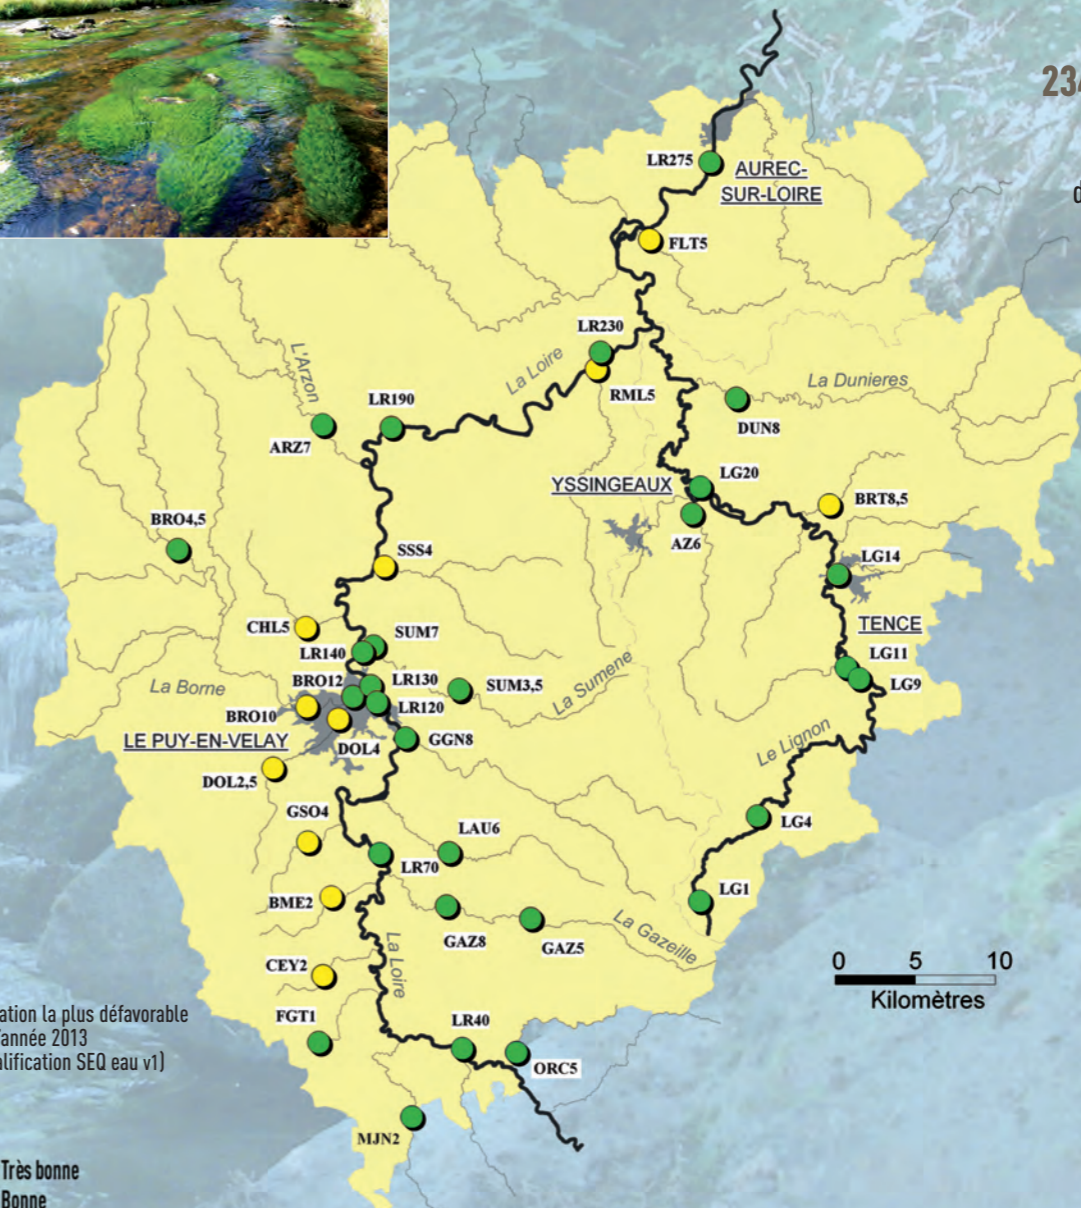 234
d
LR275
AUREC-
SUR-LOIRE
FLT5
LR230
La Loire
L'Arzon
RML5
La Dunieres
LR190
ARZ7
DUN8
LG20
YSSINGEAUX
BRT8,5
BRO4,5
AZ6
SSS4
LG14
CHL5
SUM7
TENCE
LR140
LG11
BRO12
LR130
SUM3,5
La Sumene
LG9
La Borne
LR120
BRO10
LE PUY-EN-VELAY
DOL4
GGN8
Le Lignon
DOL2,5
GSO4
LAU6
LG4
LR70
BME2
LG1
GAZ8
GAZ5
La Gazeille
CEY2
La Loire
0 5 10
Kilomètres
ation la plus défavorable
'année 2013
alification SEQ eau v1)
FGT1
LR40
ORC5
MJN2
Très bonne
Bonne